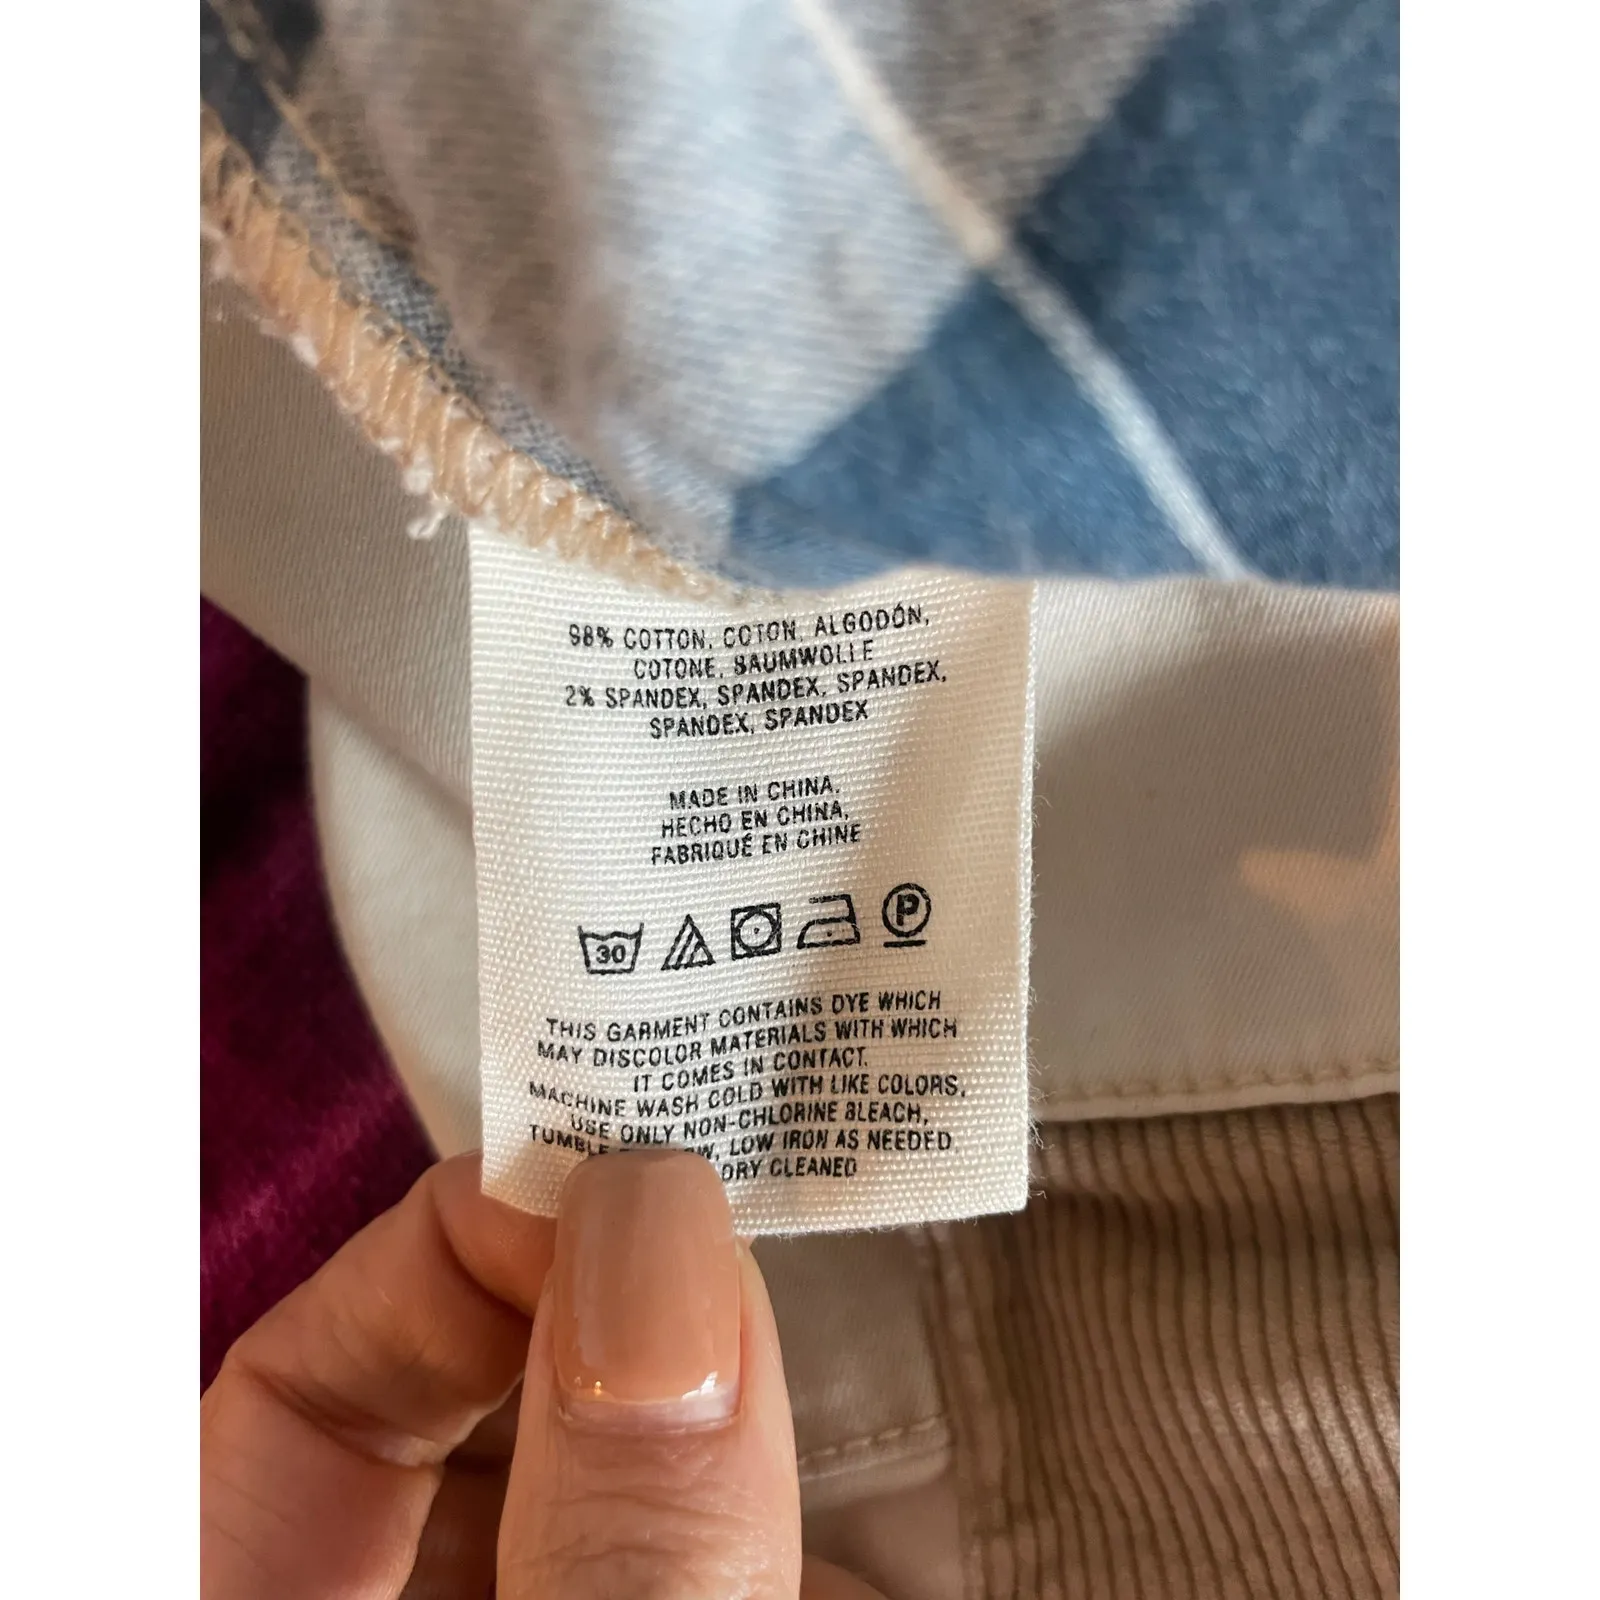 98% COTTON, COTON, ALGODÓN,
COTONE, BAUMWOLLE
2% SPANDEX, SPANDEX, SPANDEX,
SPANDEX, SPANDEX
MADE IN CHINA.
HECHO EN CHINA,
FABRIQUÉ EN CHINE
30 P
THIS GARMENT CONTAINS DYE WHICH
MAY DISCOLOR MATERIALS WITH WHICH
IT COMES IN CONTACT.
MACHINE WASH COLD WITH LIKE COLORS,
USE ONLY NON-CHLORINE BLEACH,
TUMBLE LOW, LOW IRON AS NEEDED
DRY CLEANED